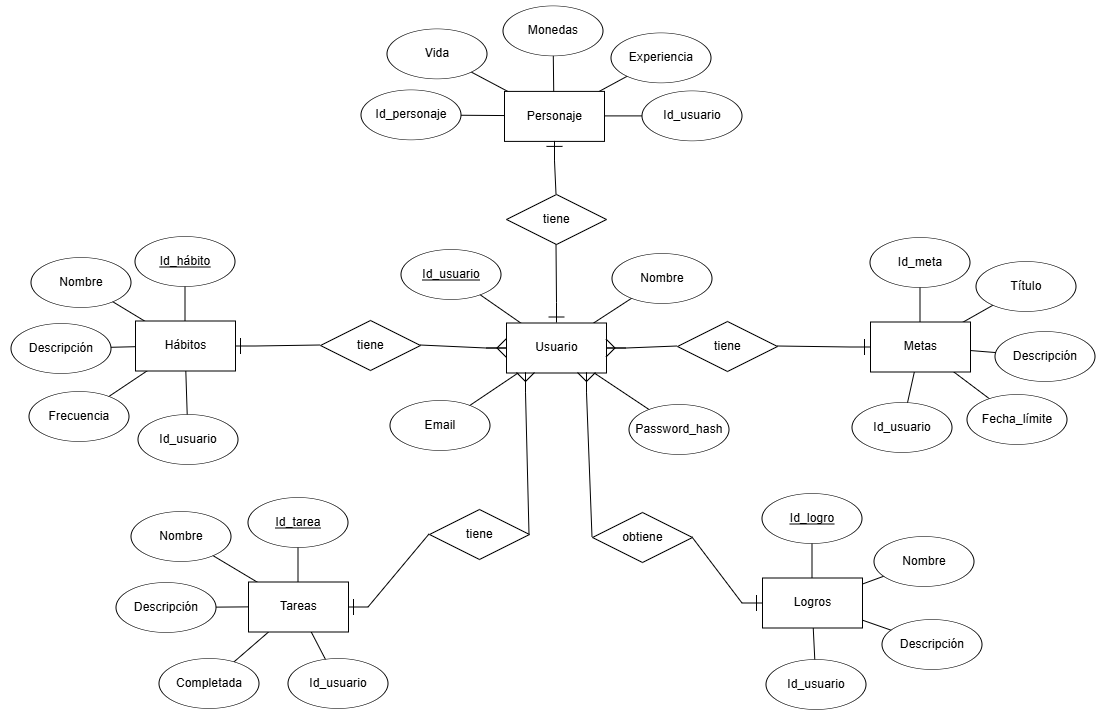 Monedas
Vida
Experiencia
Id_personaje
Personaje
Id_usuario
tiene
Id_hábito
Nombre
Hábitos
Descripción
Frecuencia
Id_usuario
tiene
Id_usuario
Nombre
Usuario
Email
Password_hash
tiene
Id_meta
Título
Metas
Descripción
Fecha_límite
Id_usuario
tiene
Id_tarea
Nombre
Descripción
Tareas
Completada
Id_usuario
obtiene
Id_logro
Nombre
Logros
Descripción
Id_usuario